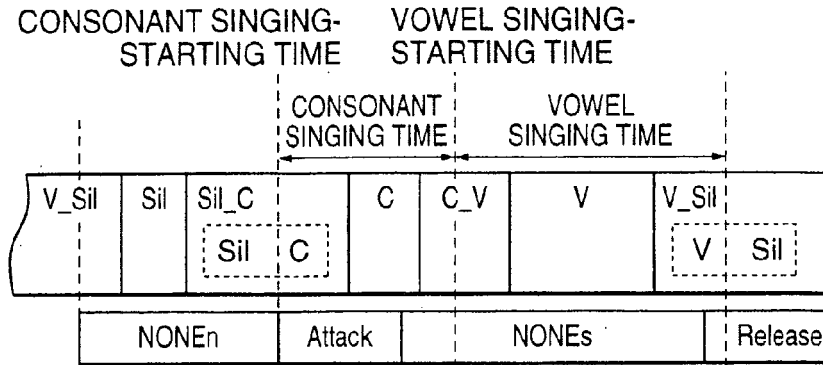 CONSONANT SINGING-
STARTING TIME
VOWEL SINGING-
STARTING TIME
CONSONANT
SINGING TIME
VOWEL
SINGING TIME
V_Sil Sil Sil_C C C_V V V_Sil
Sil C V Sil
NONEn Attack NONEs Release